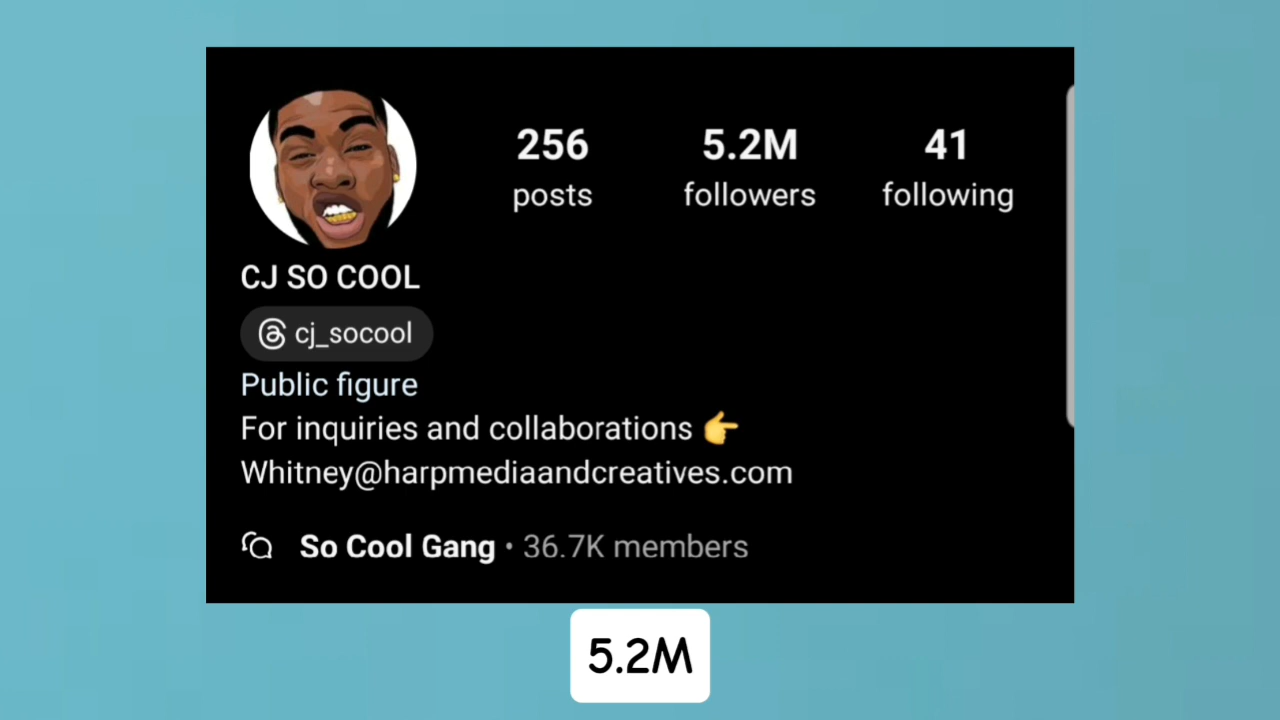 256 5.2M 41
posts followers following
CJ SO COOL
cj_socool
Public figure
For inquiries and collaborations 👉
Whitney@harpmediaandcreatives.com
So Cool Gang • 36.7K members
5.2M